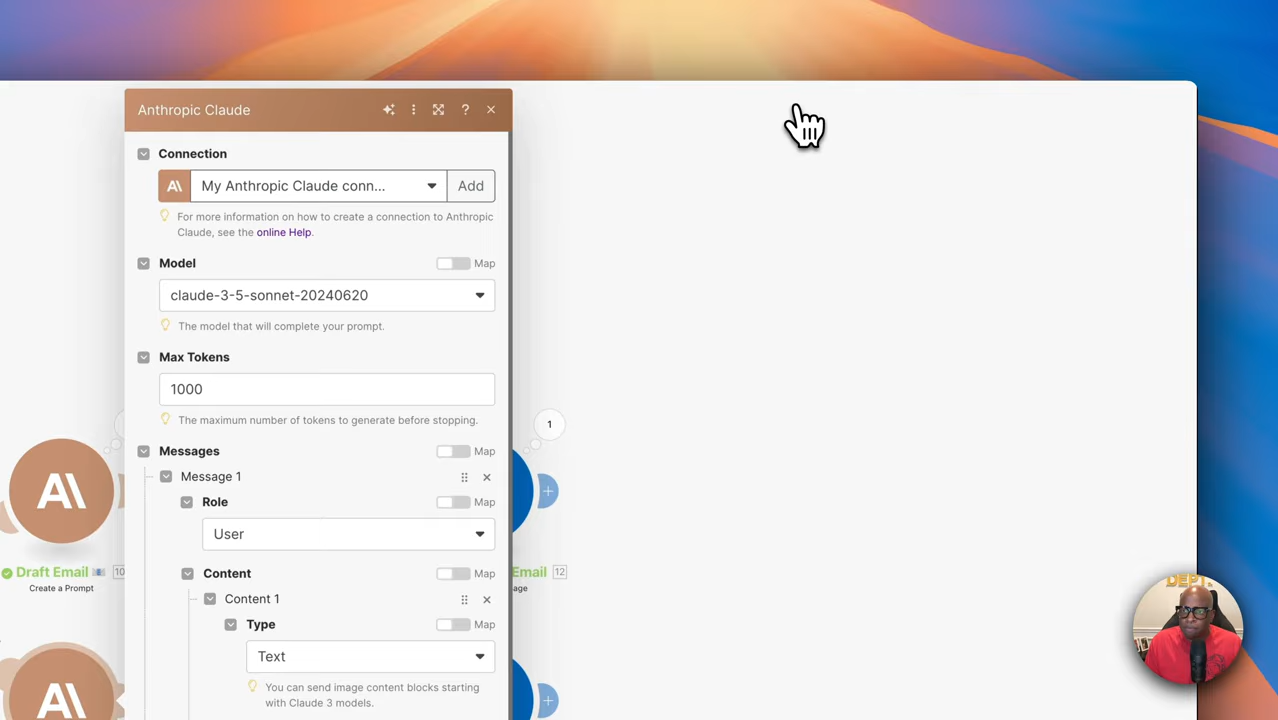 Anthropic Claude
?
Connection
My Anthropic Claude conn...
Add
For more information on how to create a connection to Anthropic
Claude, see the online Help.
Model
Map
claude-3-5-sonnet-20240620
The model that will complete your prompt.
Max Tokens
1000
The maximum number of tokens to generate before stopping.
1
Messages
Map
Message 1
Role
Map
User
Draft Email
10
Create a Prompt
Content
Map
Email
12
age
Content 1
Type
Map
Text
You can send image content blocks starting
with Claude 3 models.
DEPT.